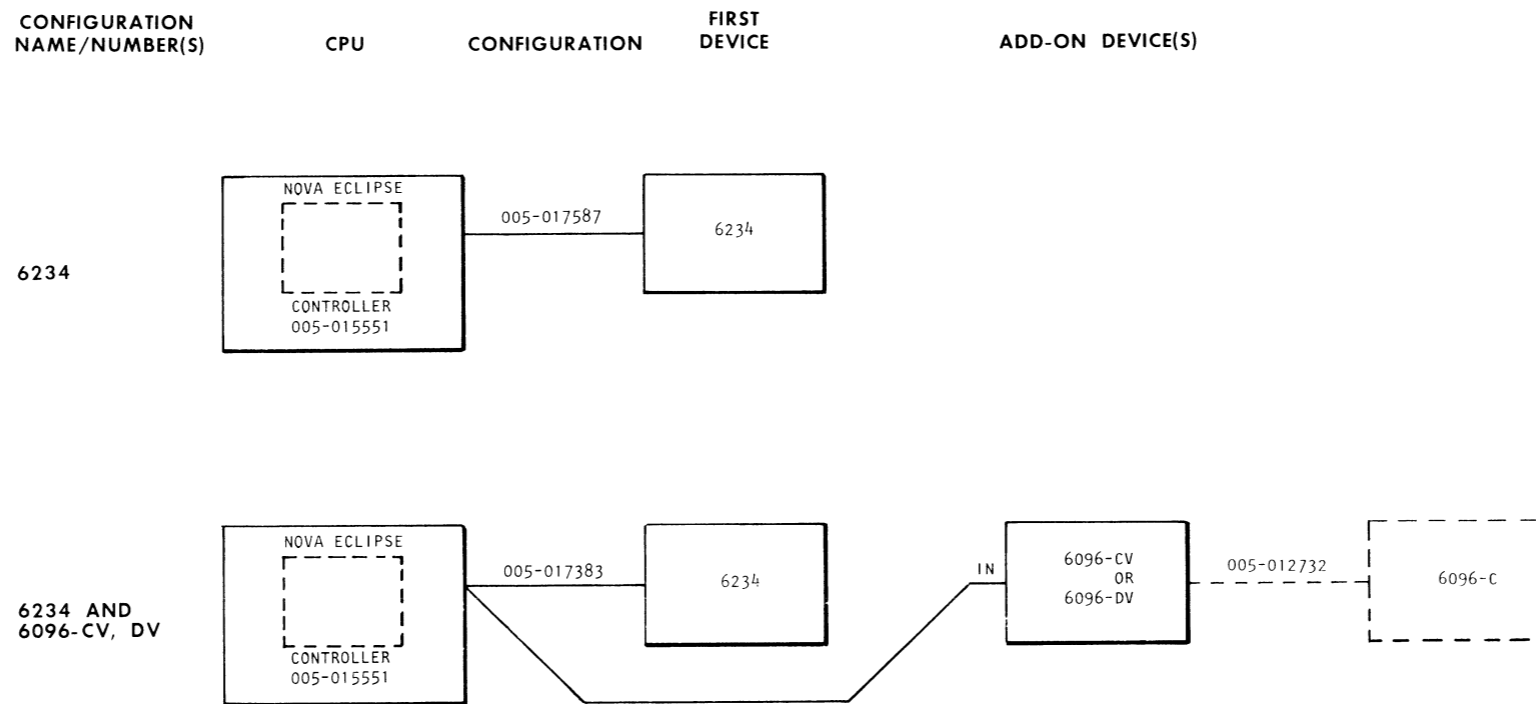 CONFIGURATION
NAME/NUMBER(S)
CPU
CONFIGURATION
FIRST
DEVICE
ADD-ON DEVICE(S)
6234
NOVA ECLIPSE
CONTROLLER
005-015551
005-017587
6234
6234 AND
6096-CV, DV
NOVA ECLIPSE
CONTROLLER
005-015551
005-017383
6234
IN
6096-CV
OR
6096-DV
005-012732
6096-C